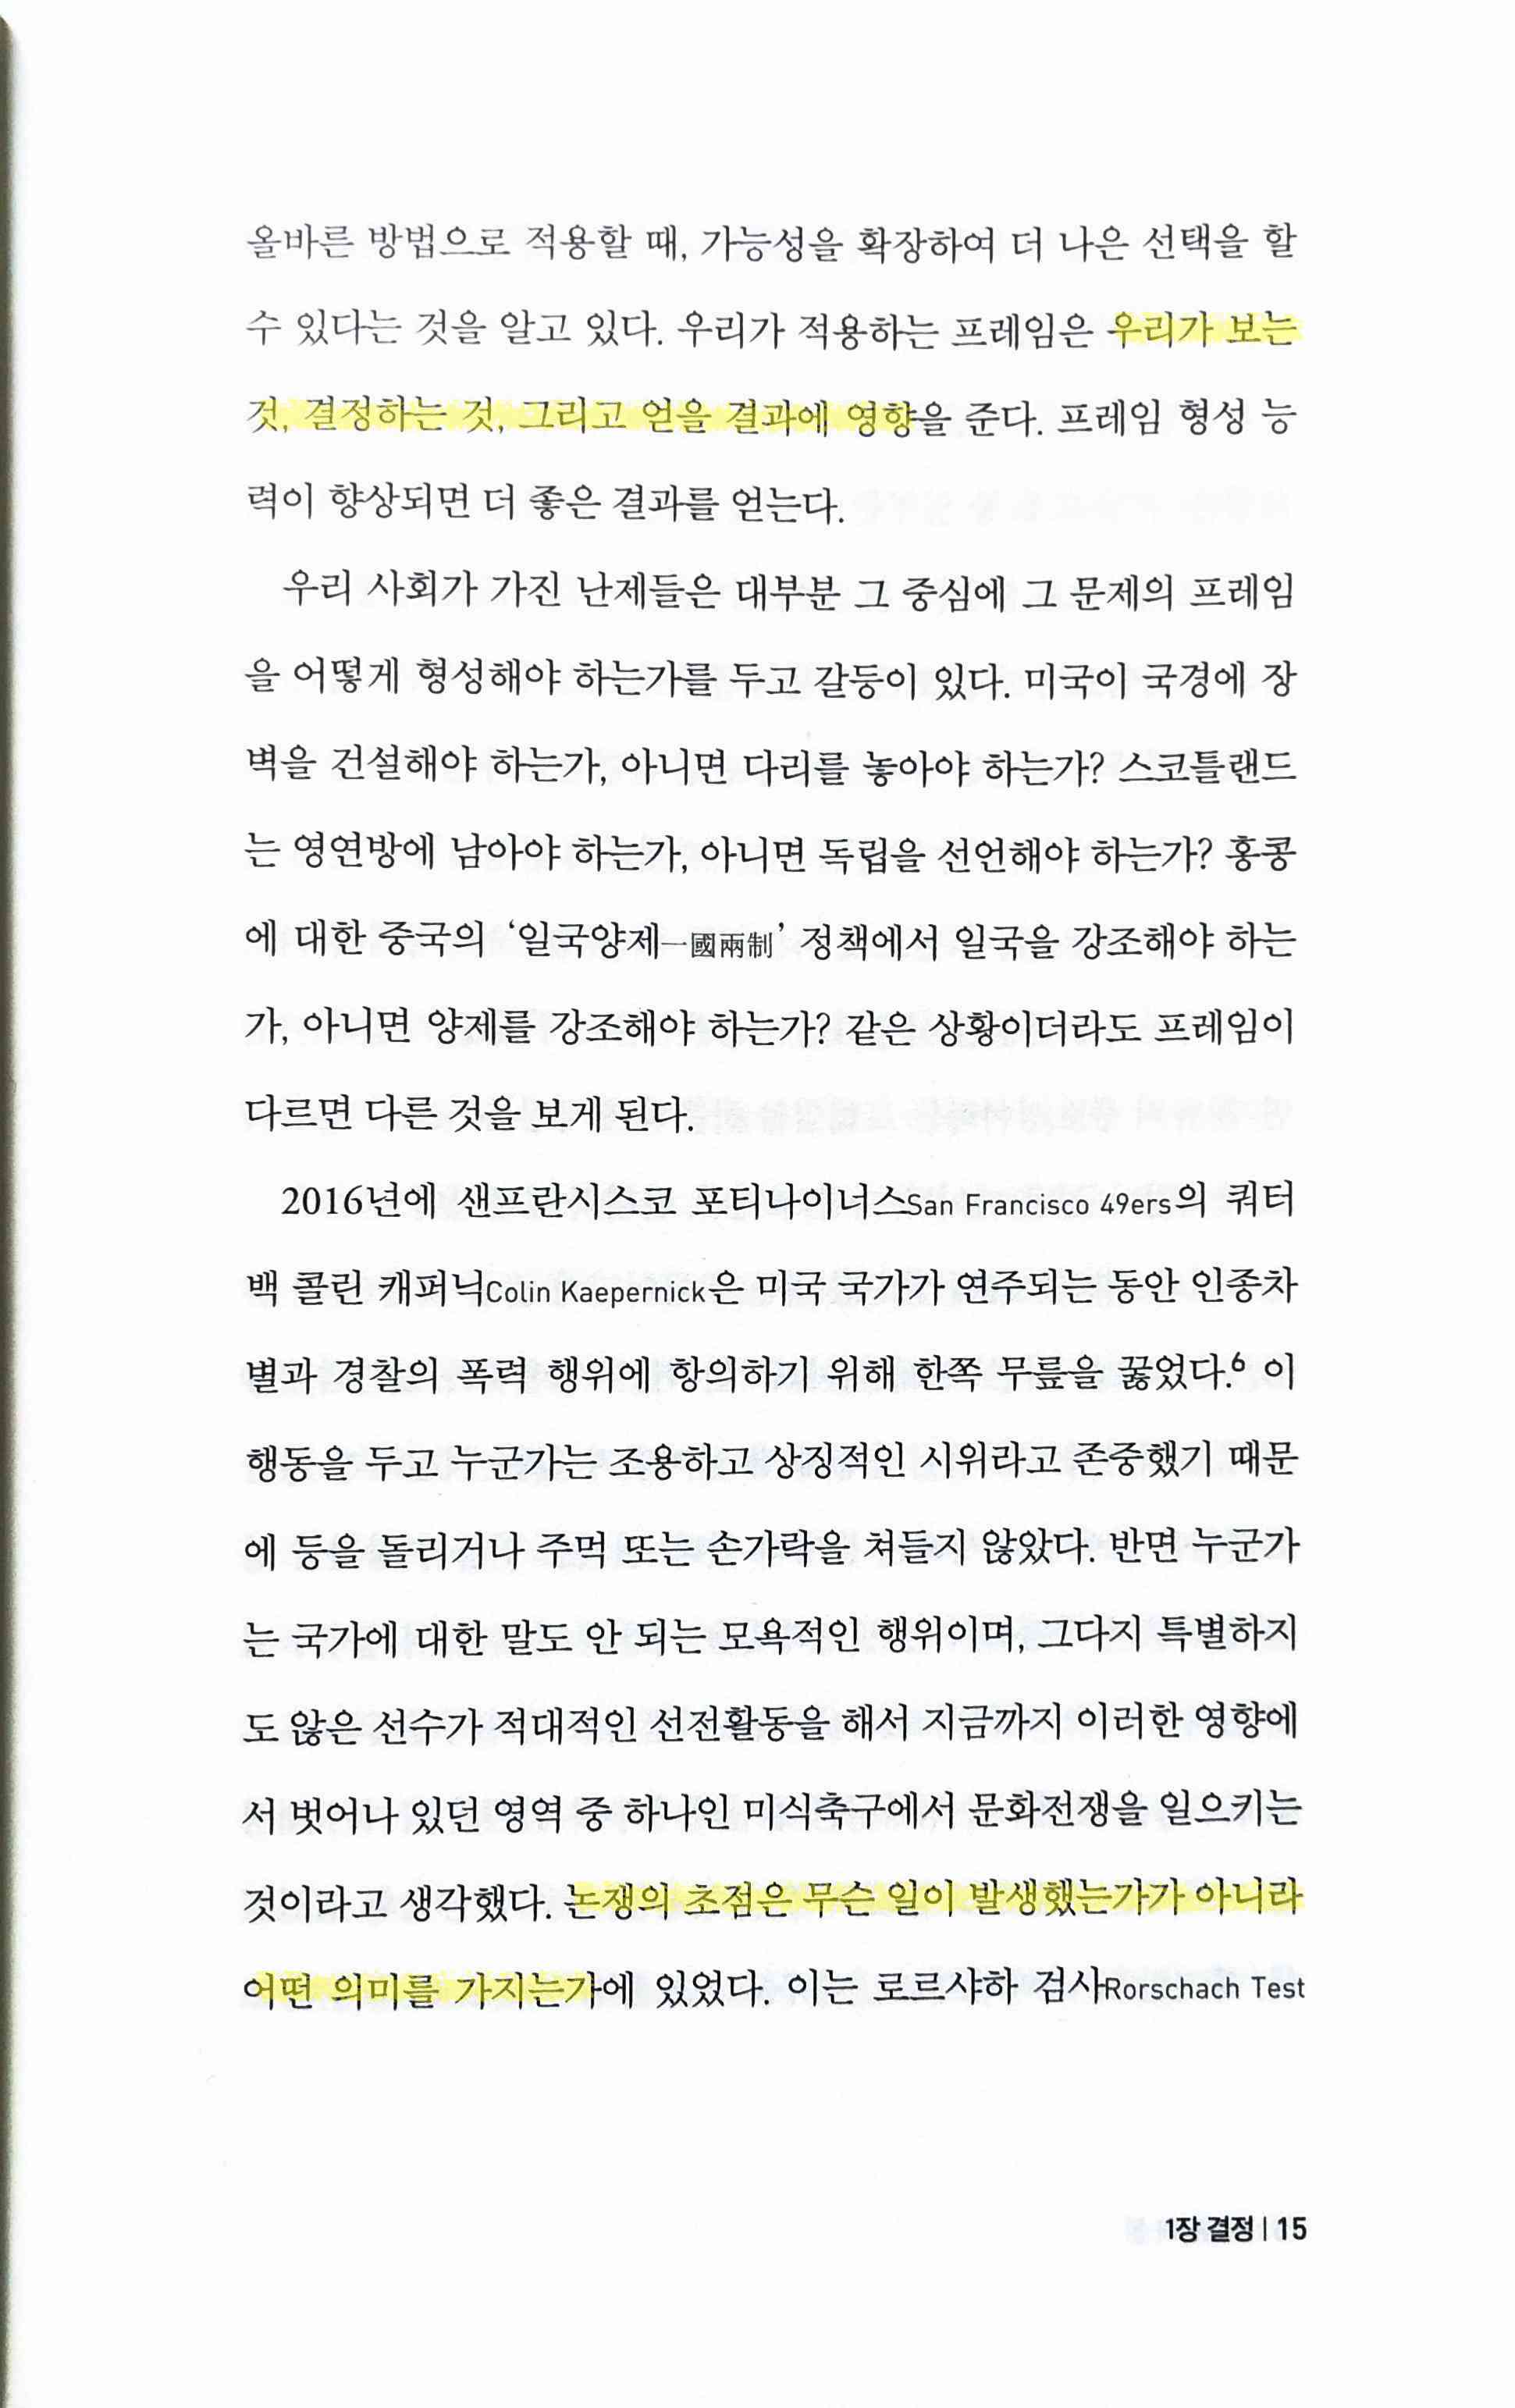 올바른 방법으로 적용할 때, 가능성을 확장하여 더 나은 선택을 할
수 있다는 것을 알고 있다. 우리가 적용하는 프레임은 우리가 보는
것, 결정하는 것, 그리고 얻을 결과에 영향을 준다. 프레임 형성 능
력이 향상되면 더 좋은 결과를 얻는다.
우리 사회가 가진 난제들은 대부분 그 중심에 그 문제의 프레임
을 어떻게 형성해야 하는가를 두고 갈등이 있다. 미국이 국경에 장
벽을 건설해야 하는가, 아니면 다리를 놓아야 하는가? 스코틀랜드
는 영연방에 남아야 하는가, 아니면 독립을 선언해야 하는가? 홍콩
에 대한 중국의 ‘일국양제一國兩制’ 정책에서 일국을 강조해야 하는
가, 아니면 양제를 강조해야 하는가? 같은 상황이더라도 프레임이
다르면 다른 것을 보게 된다.
2016년에 샌프란시스코 포티나이너스San Francisco 49ers의 쿼터
백 콜린 캐퍼닉Colin Kaepernick은 미국 국가가 연주되는 동안 인종차
별과 경찰의 폭력 행위에 항의하기 위해 한쪽 무릎을 꿇었다.⁶ 이
행동을 두고 누군가는 조용하고 상징적인 시위라고 존중했기 때문
에 등을 돌리거나 주먹 또는 손가락을 쳐들지 않았다. 반면 누군가
는 국가에 대한 말도 안 되는 모욕적인 행위이며, 그다지 특별하지
도 않은 선수가 적대적인 선전활동을 해서 지금까지 이러한 영향에
서 벗어나 있던 영역 중 하나인 미식축구에서 문화전쟁을 일으키는
것이라고 생각했다. 논쟁의 초점은 무슨 일이 발생했는가가 아니라
어떤 의미를 가지는가에 있었다. 이는 로르샤하 검사Rorschach Test
1장 결정 | 15